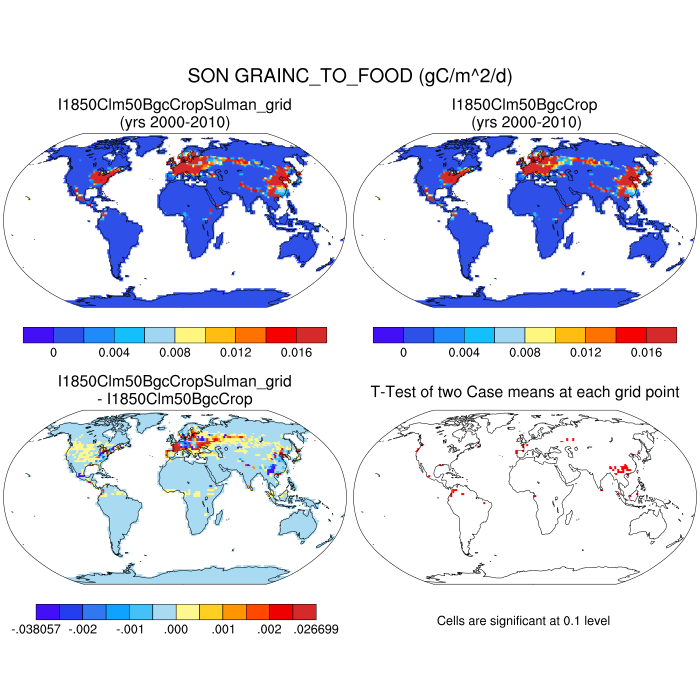 SON GRAINC_TO_FOOD (gC/m^2/d)
I1850Clm50BgcCropSulman_grid
(yrs 2000-2010)
I1850Clm50BgcCrop
(yrs 2000-2010)
0 0.004 0.008 0.012 0.016
0 0.004 0.008 0.012 0.016
I1850Clm50BgcCropSulman_grid
- I1850Clm50BgcCrop
T-Test of two Case means at each grid point
-.038057 -.002 -.001 .000 .001 .002 .026699
Cells are significant at 0.1 level